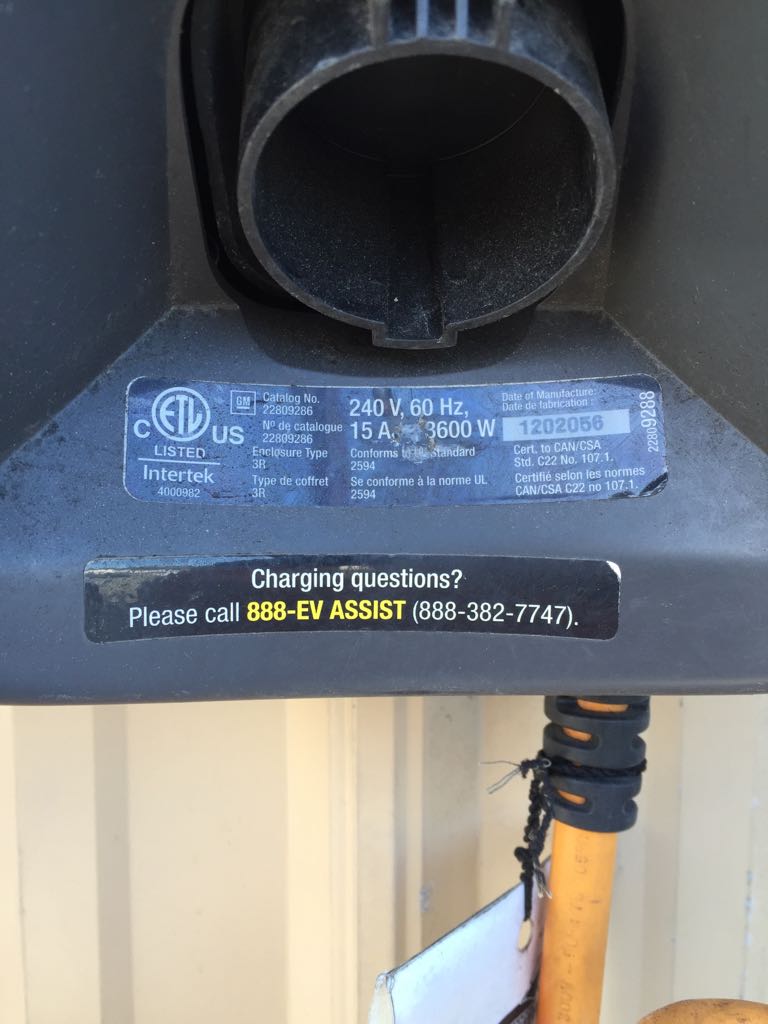 ETL
C US
LISTED
Intertek
4000982
GM
Catalog No.
22809286
Nº de catalogue
22809286
Enclosure Type
3R
Type de coffret
3R
240 V, 60 Hz,
15 A, 3600 W
Conforms to Standard
2594
Se conforme à la norme UL
2594
Date of Manufacture:
Date de fabrication :
1202056
Cert. to CAN/CSA
Std. C22 No. 107.1.
Certifié selon les normes
CAN/CSA C22 no 107.1.
22809288
Charging questions?
Please call 888-EV ASSIST (888-382-7747).